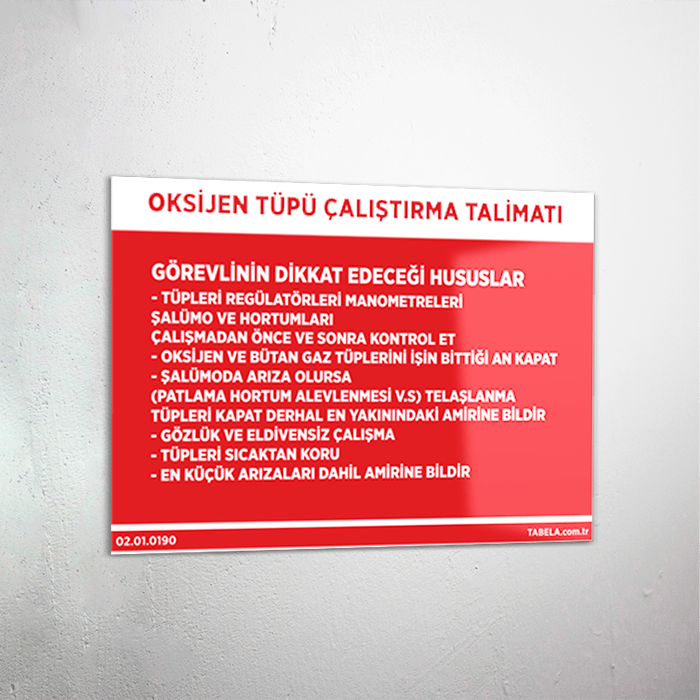 OKSİJEN TÜPÜ ÇALIŞTIRMA TALİMATI
GÖREVLİNİN DİKKAT EDECEĞİ HUSUSLAR
- TÜPLERİ REGÜLATÖRLERİ MANOMETRELERİ
ŞALÜMO VE HORTUMLARI
ÇALIŞMADAN ÖNCE VE SONRA KONTROL ET
- OKSİJEN VE BÜTAN GAZ TÜPLERİNİ İŞİN BİTTİĞİ AN KAPAT
- ŞALÜMODA ARIZA OLURSA
(PATLAMA HORTUM ALEVLENMESİ V.S) TELAŞLANMA
TÜPLERİ KAPAT DERHAL EN YAKININDAKİ AMİRİNE BİLDİR
- GÖZLÜK VE ELDİVENSİZ ÇALIŞMA
- TÜPLERİ SICAKTAN KORU
- EN KÜÇÜK ARIZALARI DAHİL AMİRİNE BİLDİR
02.01.0190
TABELA.com.tr